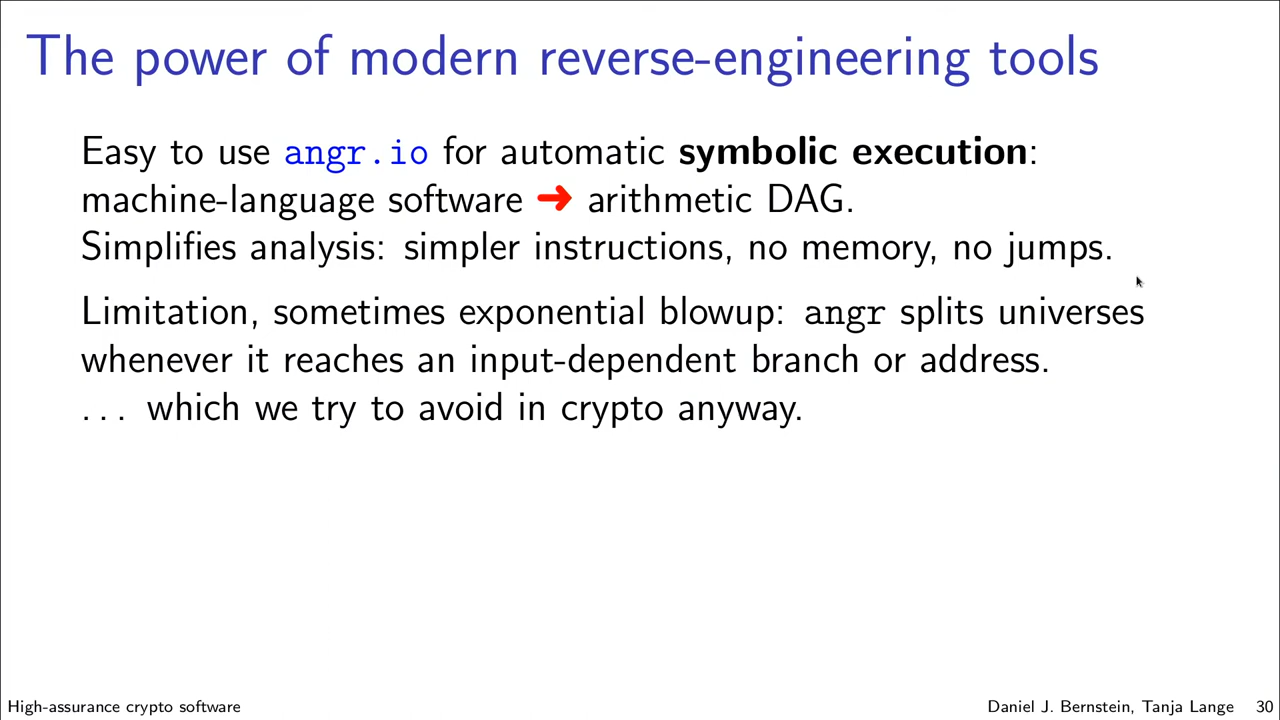 The power of modern reverse-engineering tools
Easy to use angr.io for automatic symbolic execution:
machine-language software ➜ arithmetic DAG.
Simplifies analysis: simpler instructions, no memory, no jumps.
Limitation, sometimes exponential blowup: angr splits universes
whenever it reaches an input-dependent branch or address.
... which we try to avoid in crypto anyway.
High-assurance crypto software
Daniel J. Bernstein, Tanja Lange 30